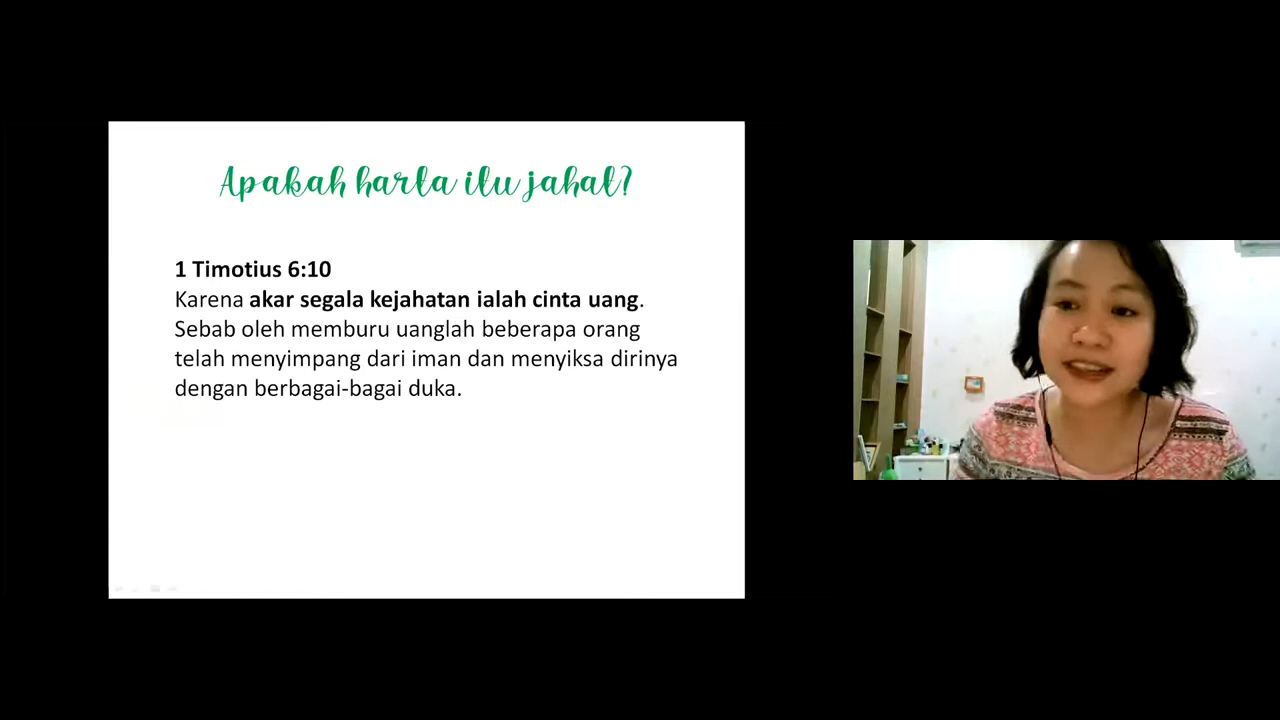 Apakah harta itu jahat?
1 Timotius 6:10
Karena akar segala kejahatan ialah cinta uang.
Sebab oleh memburu uanglah beberapa orang
telah menyimpang dari iman dan menyiksa dirinya
dengan berbagai-bagai duka.